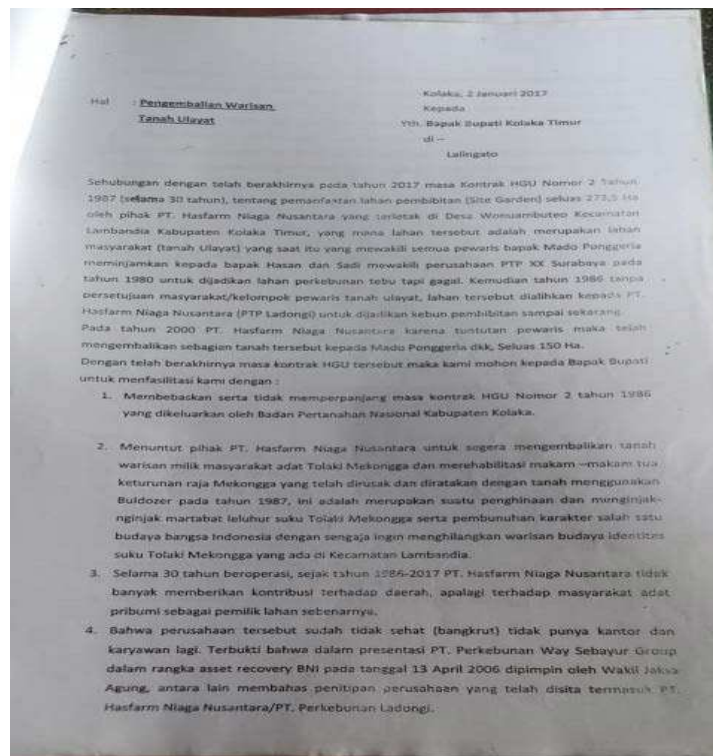 Kolaka, 2 Januari 2017
Hal : Pengembalian Warisan
Tanah Ulayat
Kepada
Yth. Bapak Bupati Kolaka Timur
di –
Lalingato
Sehubungan dengan telah berakhirnya pada tahun 2017 masa Kontrak HGU Nomor 2 Tahun
1987 (selama 30 tahun), tentang pemanfaatan lahan pembibitan (Site Garden) seluas 273,5 Ha
oleh pihak PT. Hasfarm Niaga Nusantara yang terletak di Desa Wonuambuteo Kecamatan
Lambandia Kabupaten Kolaka Timur, yang mana lahan tersebut adalah merupakan lahan
masyarakat (tanah Ulayat) yang saat itu yang mewakili semua pewaris bapak Mado Ponggeria
meminjamkan kepada bapak Hasan dan Sadi mewakili perusahaan PTP XX Surabaya pada
tahun 1980 untuk dijadikan lahan perkebunan tebu tapi gagal. Kemudian tahun 1986 tanpa
persetujuan masyarakat/kelompok pewaris tanah ulayat, lahan tersebut dialihkan kepada PT.
Hasfarm Niaga Nusantara (PTP Ladongi) untuk dijadikan kebun pembibitan sampai sekarang.
Pada tahun 2000 PT. Hasfarm Niaga Nusantara karena tuntutan pewaris maka telah
mengembalikan sebagian tanah tersebut kepada Mado Ponggeria dkk, Seluas 150 Ha.
Dengan telah berakhirnya masa kontrak HGU tersebut maka kami mohon kepada Bapak Bupati
untuk menfasilitasi kami dengan :
1. Membebaskan serta tidak memperpanjang masa kontrak HGU Nomor 2 tahun 1986
yang dikeluarkan oleh Badan Pertanahan Nasional Kabupaten Kolaka.
2. Menuntut pihak PT. Hasfarm Niaga Nusantara untuk segera mengembalikan tanah
warisan milik masyarakat adat Tolaki Mekongga dan merehabilitasi makam –makam tua
keturunan raja Mekongga yang telah dirusak dan diratakan dengan tanah menggunakan
Buldozer pada tahun 1987, ini adalah merupakan suatu penghinaan dan menginjak-
nginjak martabat leluhur suku Tolaki Mekongga serta pembunuhan karakter salah satu
budaya bangsa Indonesia dengan sengaja ingin menghilangkan warisan budaya identites
suku Tolaki Mekongga yang ada di Kecamatan Lambandia.
3. Selama 30 tahun beroperasi, sejak tahun 1986-2017 PT. Hasfarm Niaga Nusantara tidak
banyak memberikan kontribusi terhadap daerah, apalagi terhadap masyarakat adat
pribumi sebagai pemilik lahan sebenarnya.
4. Bahwa perusahaan tersebut sudah tidak sehat (bangkrut) tidak punya kantor dan
karyawan lagi. Terbukti bahwa dalam presentasi PT. Perkebunan Way Sebayur Group
dalam rangka asset recovery BNI pada tanggal 13 April 2006 dipimpin oleh Wakil Jaksa
Agung, antara lain membahas penitipan perusahaan yang telah disita termasuk PT.
Hasfarm Niaga Nusantara/PT. Perkebunan Ladongi.